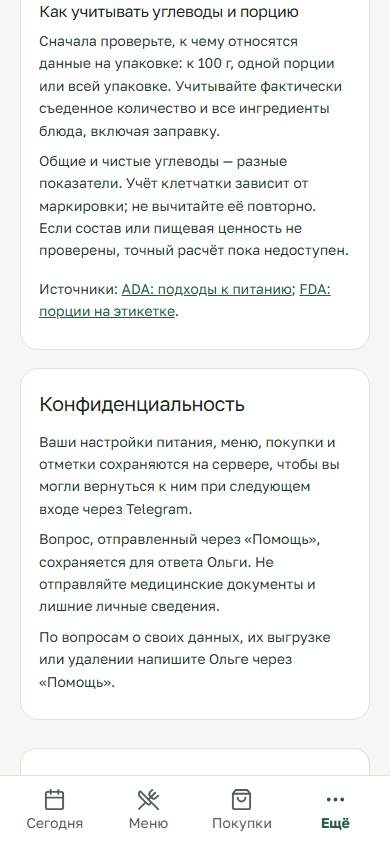 Как учитывать углеводы и порцию
Сначала проверьте, к чему относятся
данные на упаковке: к 100 г, одной порции
или всей упаковке. Учитывайте фактически
съеденное количество и все ингредиенты
блюда, включая заправку.
Общие и чистые углеводы — разные
показатели. Учёт клетчатки зависит от
маркировки; не вычитайте её повторно.
Если состав или пищевая ценность не
проверены, точный расчёт пока недоступен.
Источники: ADA: подходы к питанию; FDA:
порции на этикетке.
Конфиденциальность
Ваши настройки питания, меню, покупки и
отметки сохраняются на сервере, чтобы вы
могли вернуться к ним при следующем
входе через Telegram.
Вопрос, отправленный через «Помощь»,
сохраняется для ответа Ольги. Не
отправляйте медицинские документы и
лишние личные сведения.
По вопросам о своих данных, их выгрузке
или удалении напишите Ольге через
«Помощь».
Сегодня
Меню
Покупки
Ещё